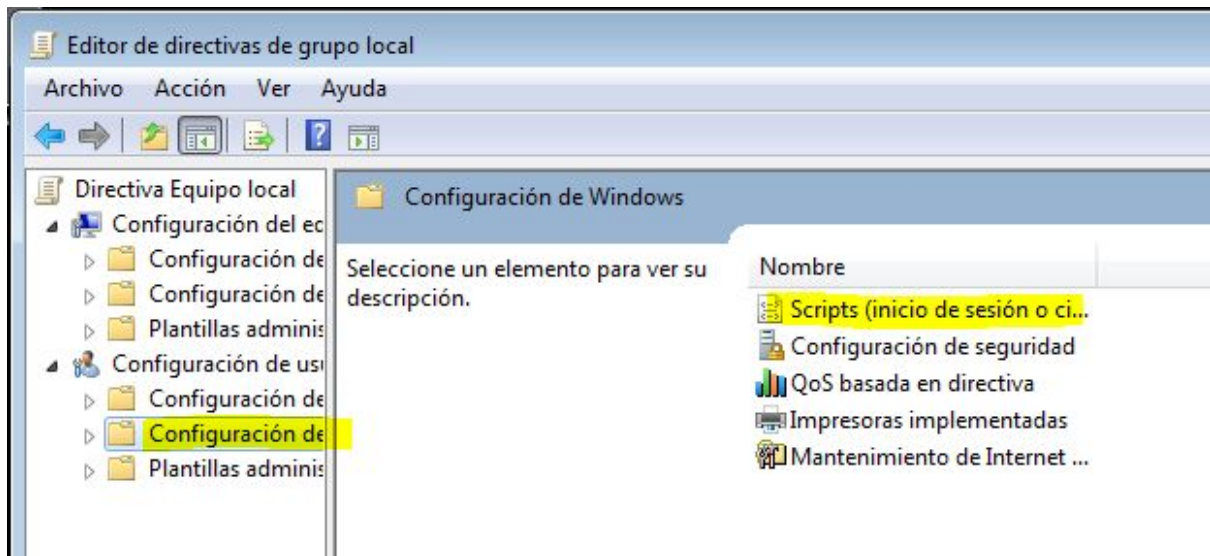 Editor de directivas de grupo local
Archivo Acción Ver Ayuda
Directiva Equipo local
Configuración del ec
Configuración de
Configuración de
Plantillas adminis
Configuración de usu
Configuración de
Configuración de
Plantillas adminis
Configuración de Windows
Seleccione un elemento para ver su
descripción.
Nombre
Scripts (inicio de sesión o ci...
Configuración de seguridad
QoS basada en directiva
Impresoras implementadas
Mantenimiento de Internet ...